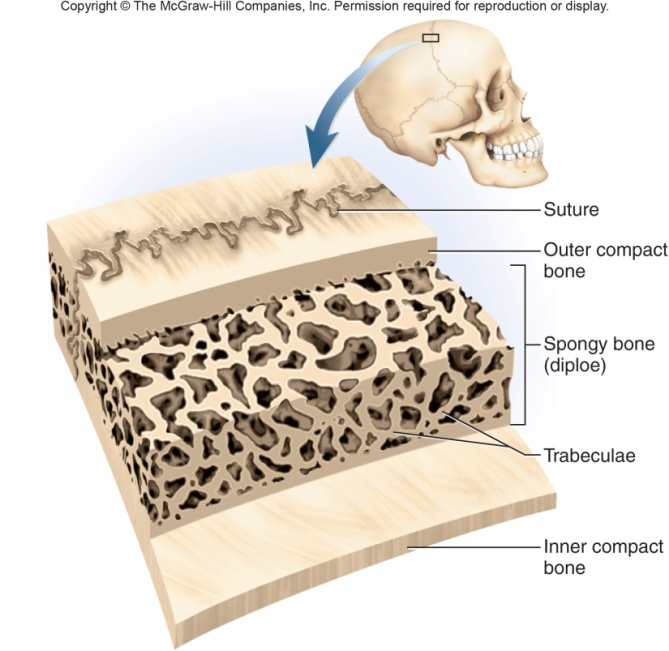 Copyright © The McGraw-Hill Companies, Inc. Permission required for reproduction or display.
Suture
Outer compact
bone
Spongy bone
(diploe)
Trabeculae
Inner compact
bone